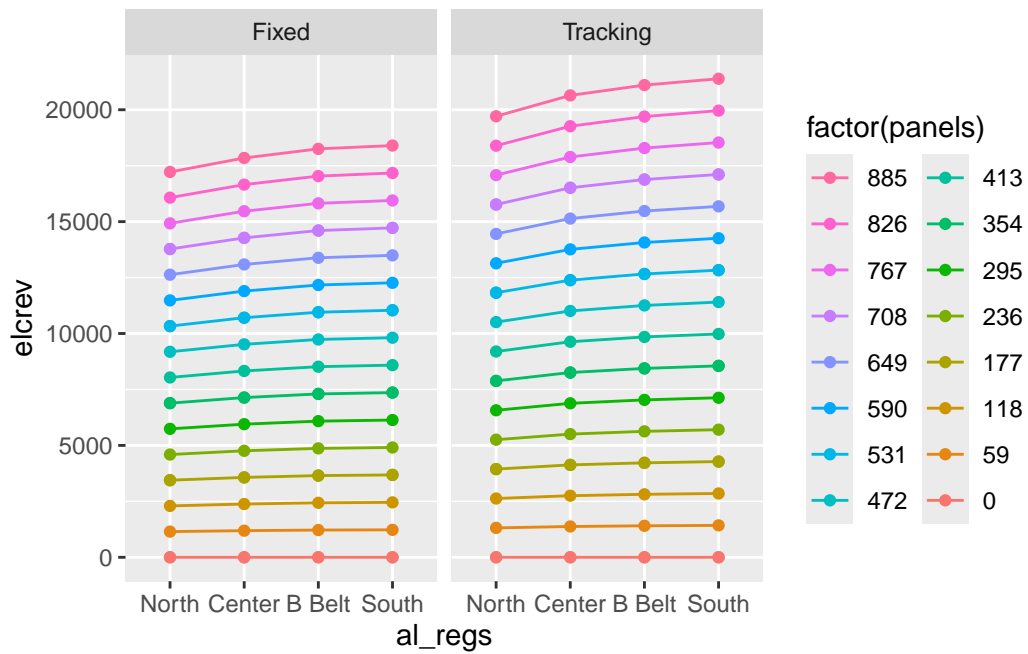 Fixed Tracking
20000
15000
10000
5000
0
elcrev
North Center B Belt South North Center B Belt South
al_regs
factor(panels)
885 413
826 354
767 295
708 236
649 177
590 118
531 59
472 0